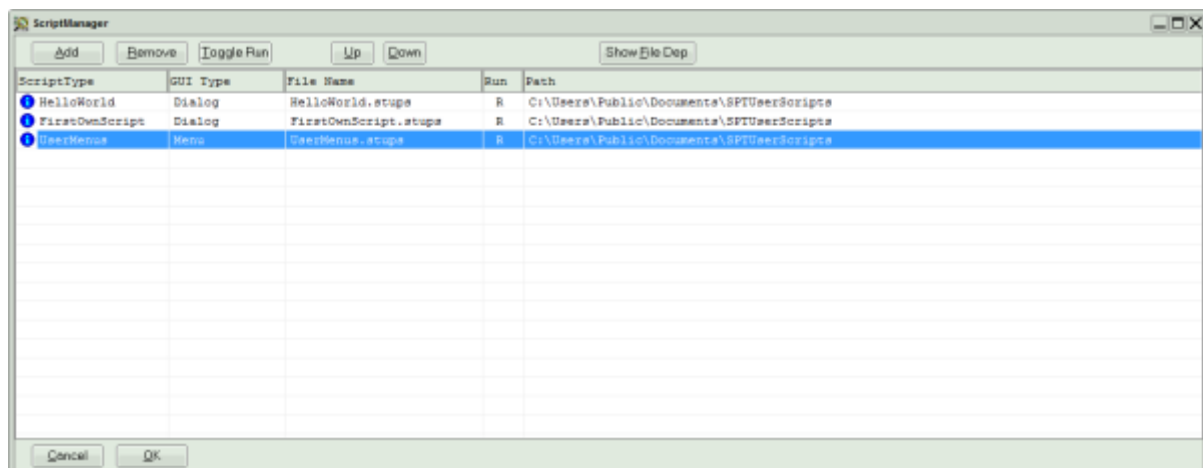 ScriptManager
Add Remove Toggle Run Up Down Show File Dep
ScriptType GUI Type File Name Run Path
HelloWorld Dialog HelloWorld.stups R C:\Users\Public\Documents\SPTUserScripts
FirstOwnScript Dialog FirstOwnScript.stups R C:\Users\Public\Documents\SPTUserScripts
UserMenus Menu UserMenus.stups R C:\Users\Public\Documents\SPTUserScripts
Cancel OK